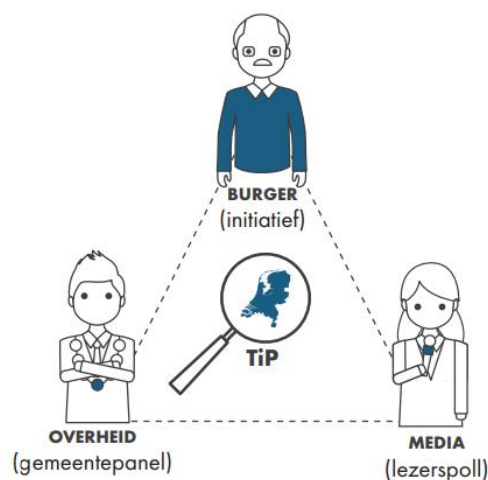 BURGER
(initiatief)
TiP
OVERHEID
(gemeentepanel)
MEDIA
(lezerspoll)